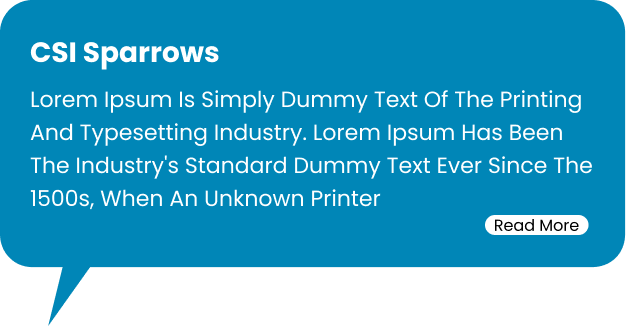 CSI Sparrows
Lorem Ipsum Is Simply Dummy Text Of The Printing
And Typesetting Industry. Lorem Ipsum Has Been
The Industry's Standard Dummy Text Ever Since The
1500s, When An Unknown Printer
Read More